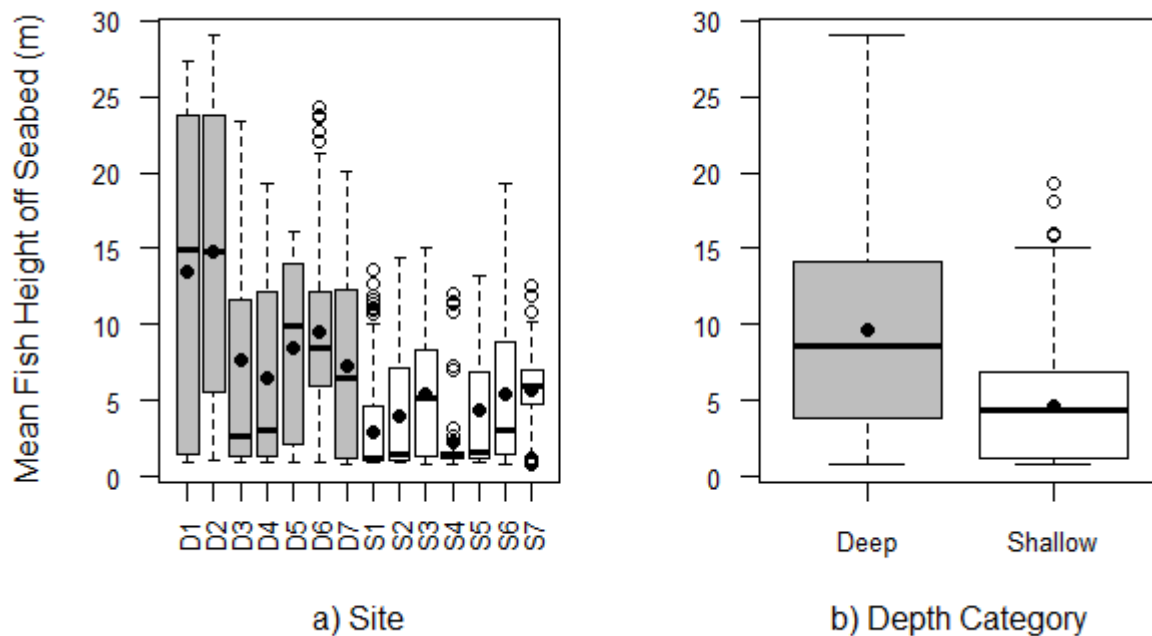 Mean Fish Height off Seabed (m)
30
25
20
15
10
5
0
D1 D2 D3 D4 D5 D6 D7 S1 S2 S3 S4 S5 S6 S7
a) Site
30
25
20
15
10
5
0
Deep Shallow
b) Depth Category